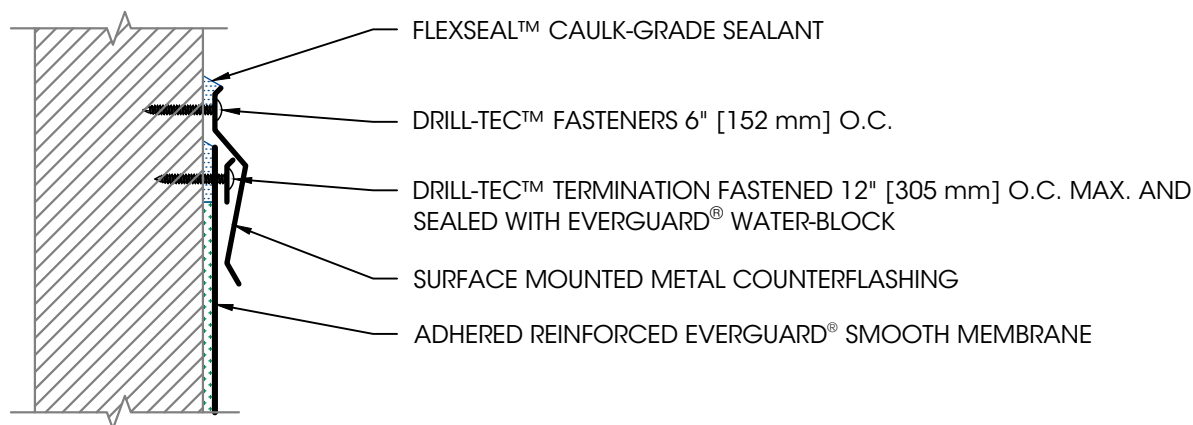 FLEXSEAL™ CAULK-GRADE SEALANT
DRILL-TEC™ FASTENERS 6" [152 mm] O.C.
DRILL-TEC™ TERMINATION FASTENED 12" [305 mm] O.C. MAX. AND
SEALED WITH EVERGUARD® WATER-BLOCK
SURFACE MOUNTED METAL COUNTERFLASHING
ADHERED REINFORCED EVERGUARD® SMOOTH MEMBRANE